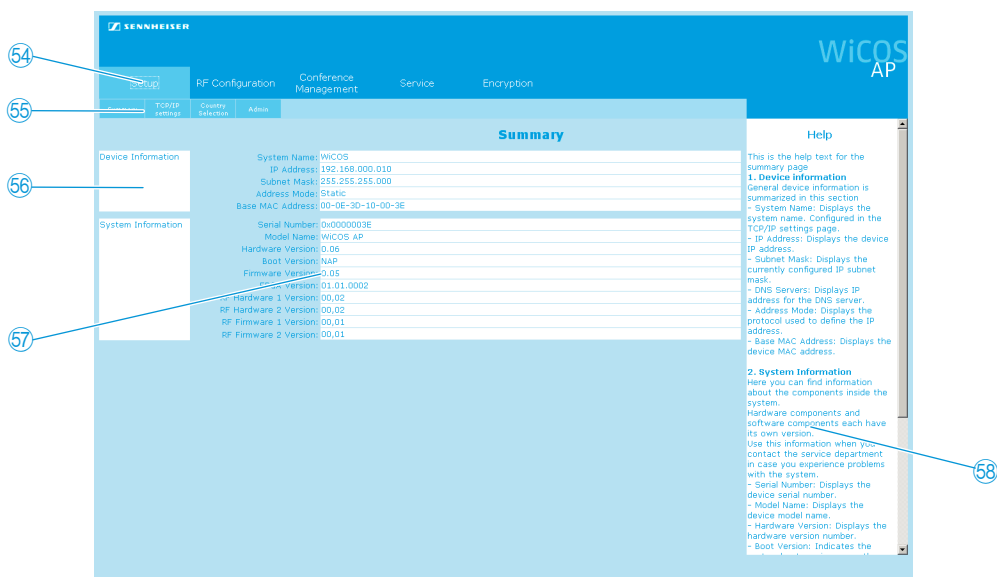 SENNHEISER
WiCOS
AP
54
Setup
RF Configuration
Conference
Management
Service
Encryption
55
Summary
TCP/IP
settings
Country
Selection
Admin
Summary
56
Device Information
System Name: WiCOS
IP Address: 192.168.000.010
Subnet Mask: 255.255.255.000
Address Mode: Static
Base MAC Address: 00-0E-3D-10-00-3E
System Information
Serial Number: 0x0000003E
Model Name: WiCOS AP
Hardware Version: 0.06
Boot Version: NAP
Firmware Version: 0.05
Version: 01.01.0002
RF Hardware 1 Version: 00,02
RF Hardware 2 Version: 00,02
RF Firmware 1 Version: 00,01
RF Firmware 2 Version: 00,01
57
Help
This is the help text for the
summary page
1. Device information
General device information is
summarized in this section
- System Name: Displays the
system name. Configured in the
TCP/IP settings page.
- IP Address: Displays the device
IP address.
- Subnet Mask: Displays the
currently configured IP subnet
mask.
- DNS Servers: Displays IP
address for the DNS server.
- Address Mode: Displays the
protocol used to define the IP
address.
- Base MAC Address: Displays the
device MAC address.
2. System Information
Here you can find information
about the components inside the
system.
Hardware components and
software components each have
its own version.
Use this information when you
contact the service department
in case you experience problems
with the system.
- Serial Number: Displays the
device serial number.
- Model Name: Displays the
device model name.
- Hardware Version: Displays the
hardware version number.
- Boot Version: Indicates the
58